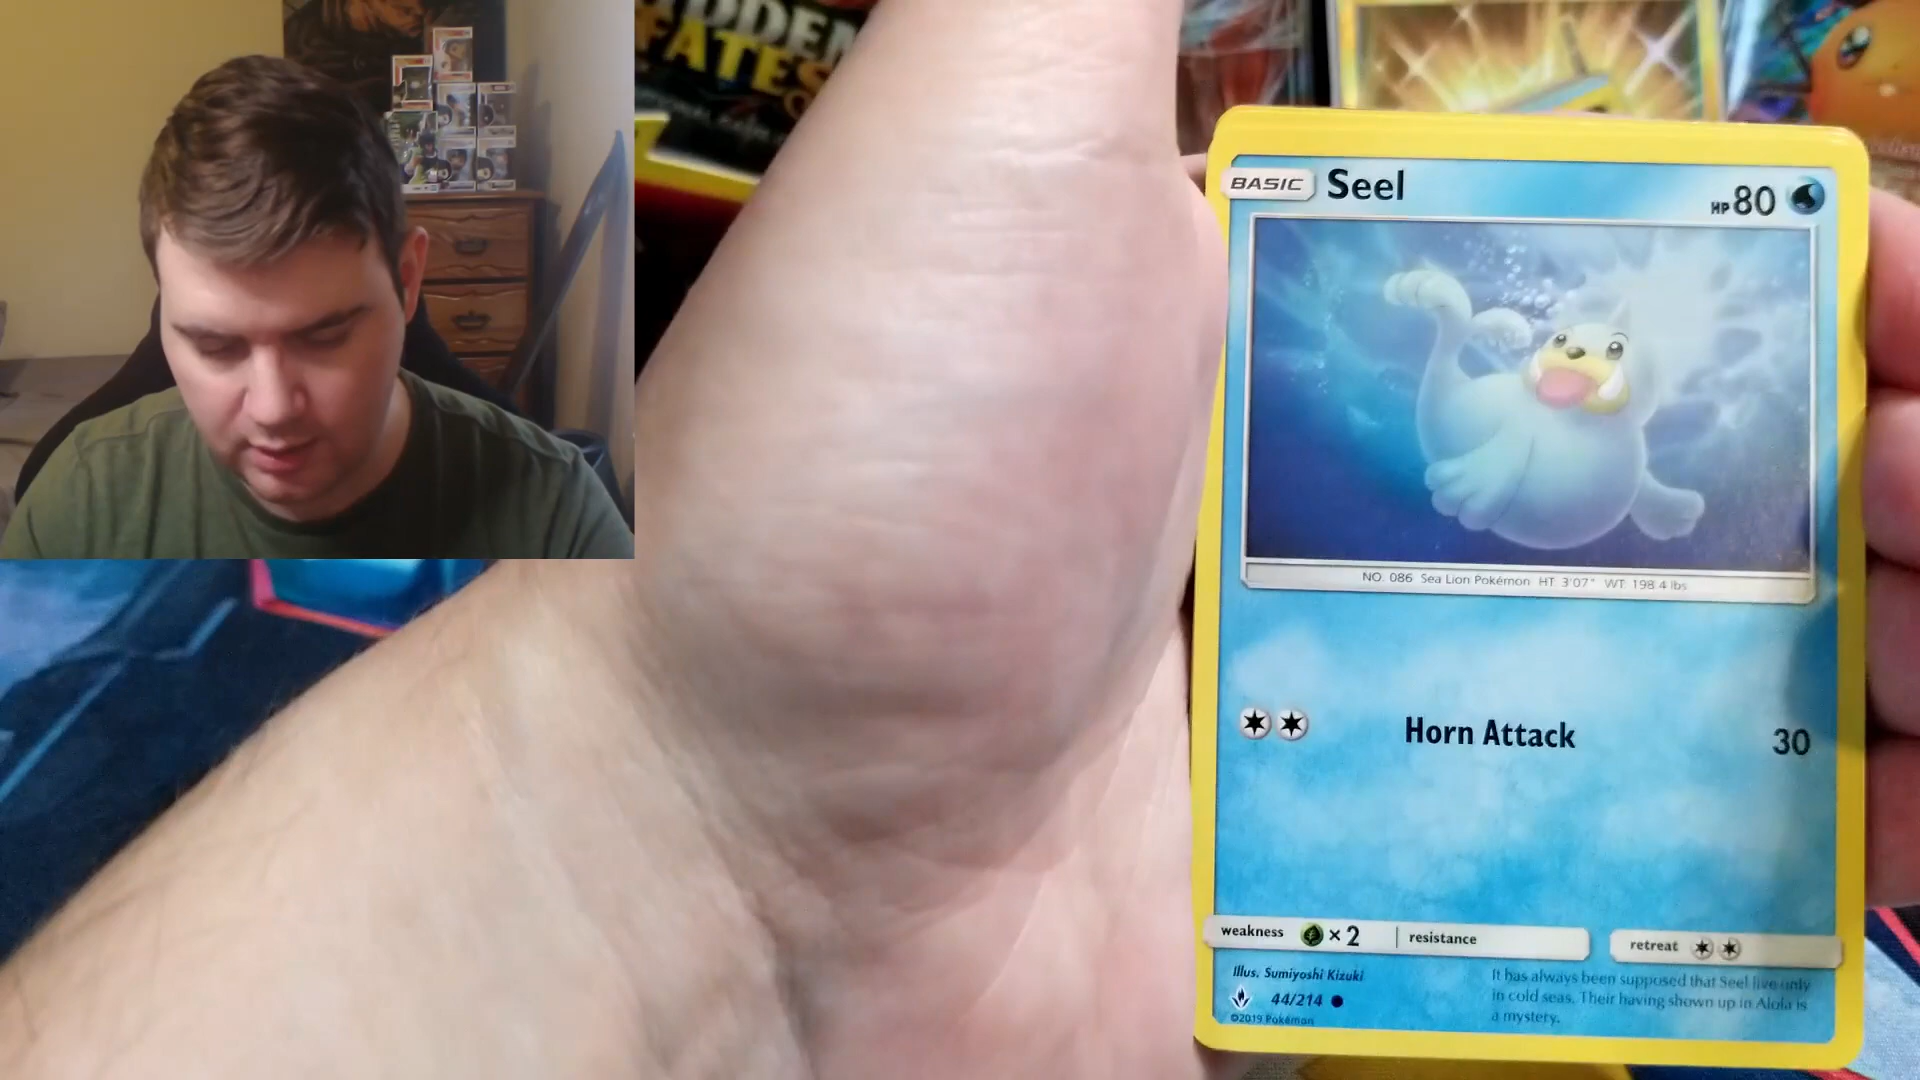 DDEN
FATES
BASIC Seel HP 80
NO. 086 Sea Lion Pokémon HT 3'07" WT 198.4 lbs
Horn Attack 30
weakness × 2 resistance retreat
Illus. Sumiyoshi Kizuki
44/214
©2019 Pokémon
It has always been supposed that Seel live only
in cold seas. Their having shown up in Alola is
a mystery.